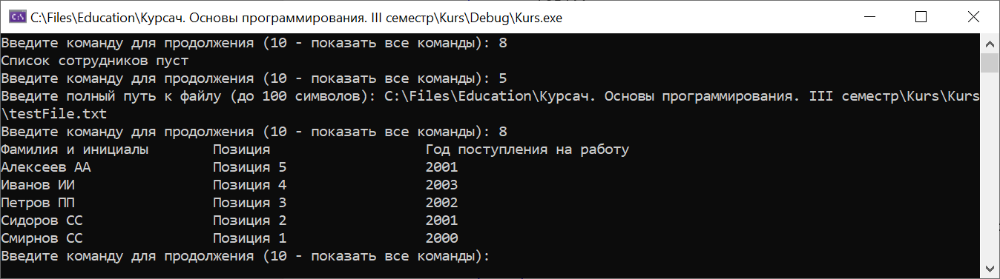 C:\Files\Education\Курсач. Основы программирования. III семестр\Kurs\Debug\Kurs.exe
Введите команду для продолжения (10 - показать все команды): 8
Список сотрудников пуст
Введите команду для продолжения (10 - показать все команды): 5
Введите полный путь к файлу (до 100 символов): C:\Files\Education\Курсач. Основы программирования. III семестр\Kurs\Kurs
\testFile.txt
Введите команду для продолжения (10 - показать все команды): 8
Фамилия и инициалы Позиция Год поступления на работу
Алексеев АА Позиция 5 2001
Иванов ИИ Позиция 4 2003
Петров ПП Позиция 3 2002
Сидоров СС Позиция 2 2001
Смирнов СС Позиция 1 2000
Введите команду для продолжения (10 - показать все команды):